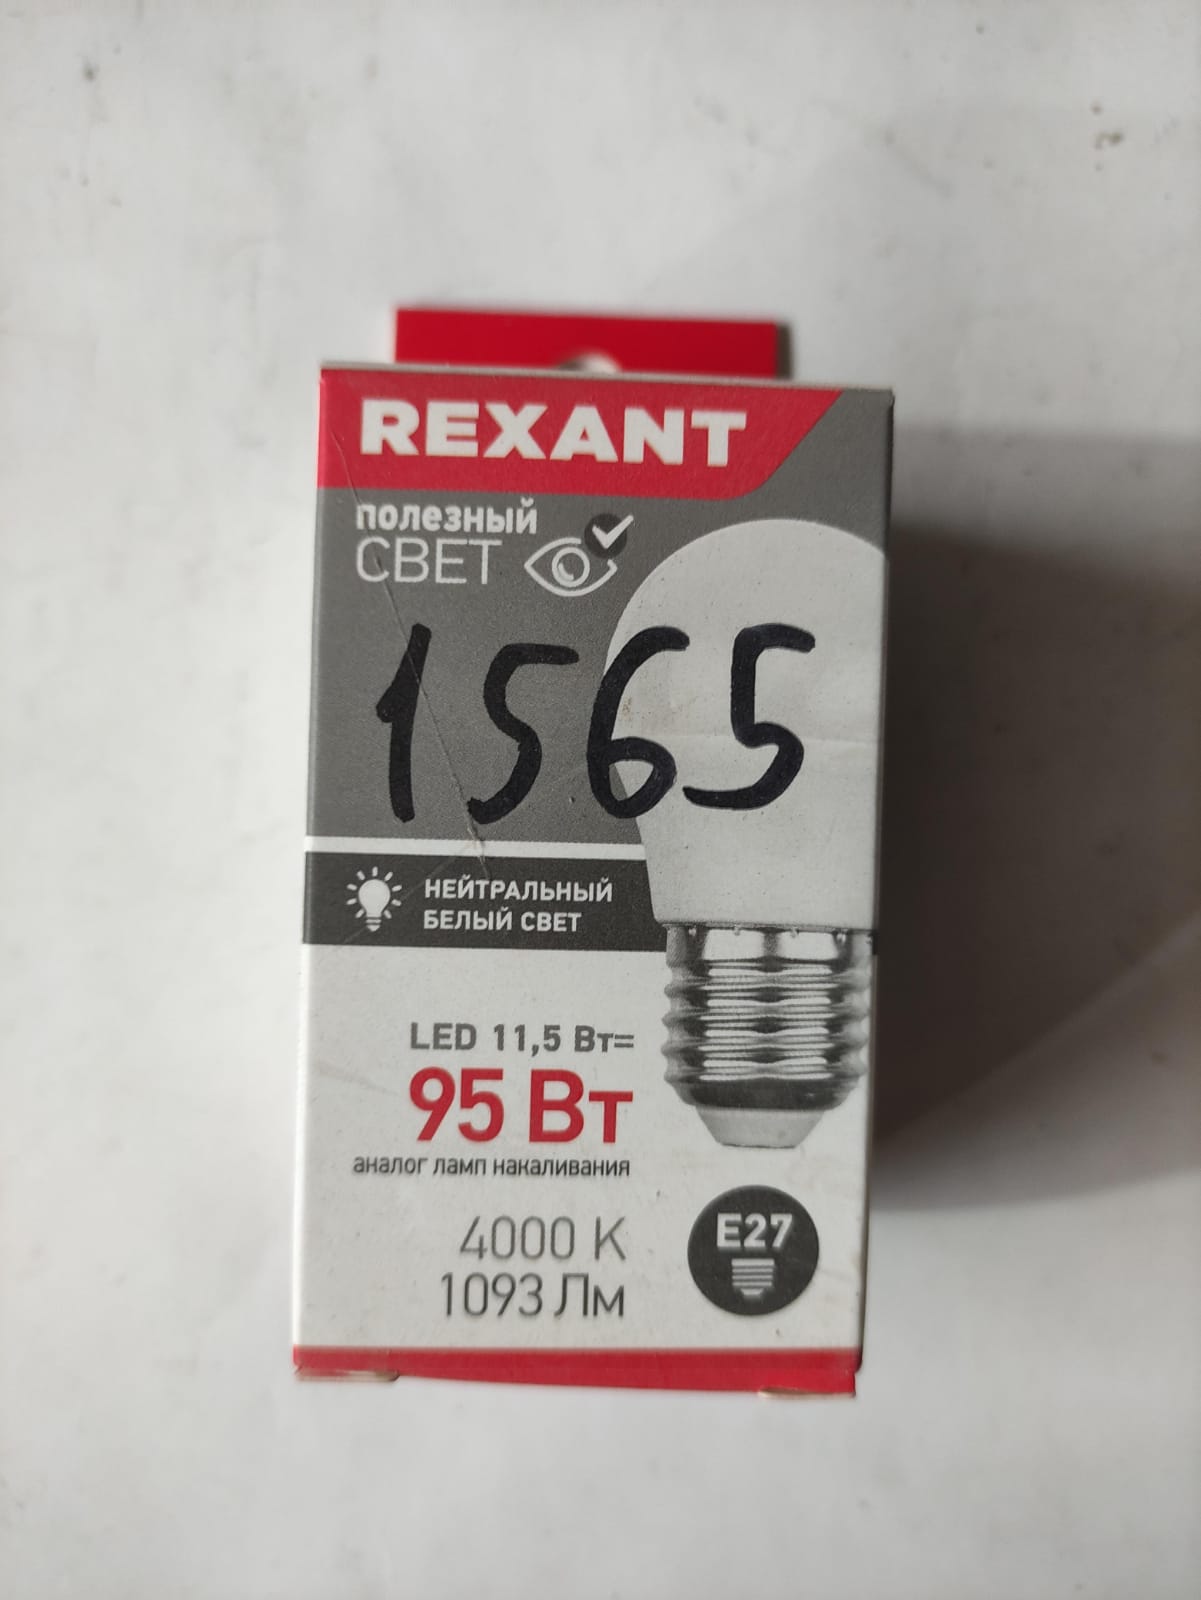 REXANT
полезный
СВЕТ
1565
НЕЙТРАЛЬНЫЙ
БЕЛЫЙ СВЕТ
LED 11,5 Вт=
95 Вт
аналог ламп накаливания
4000 К
1093 Лм
E27